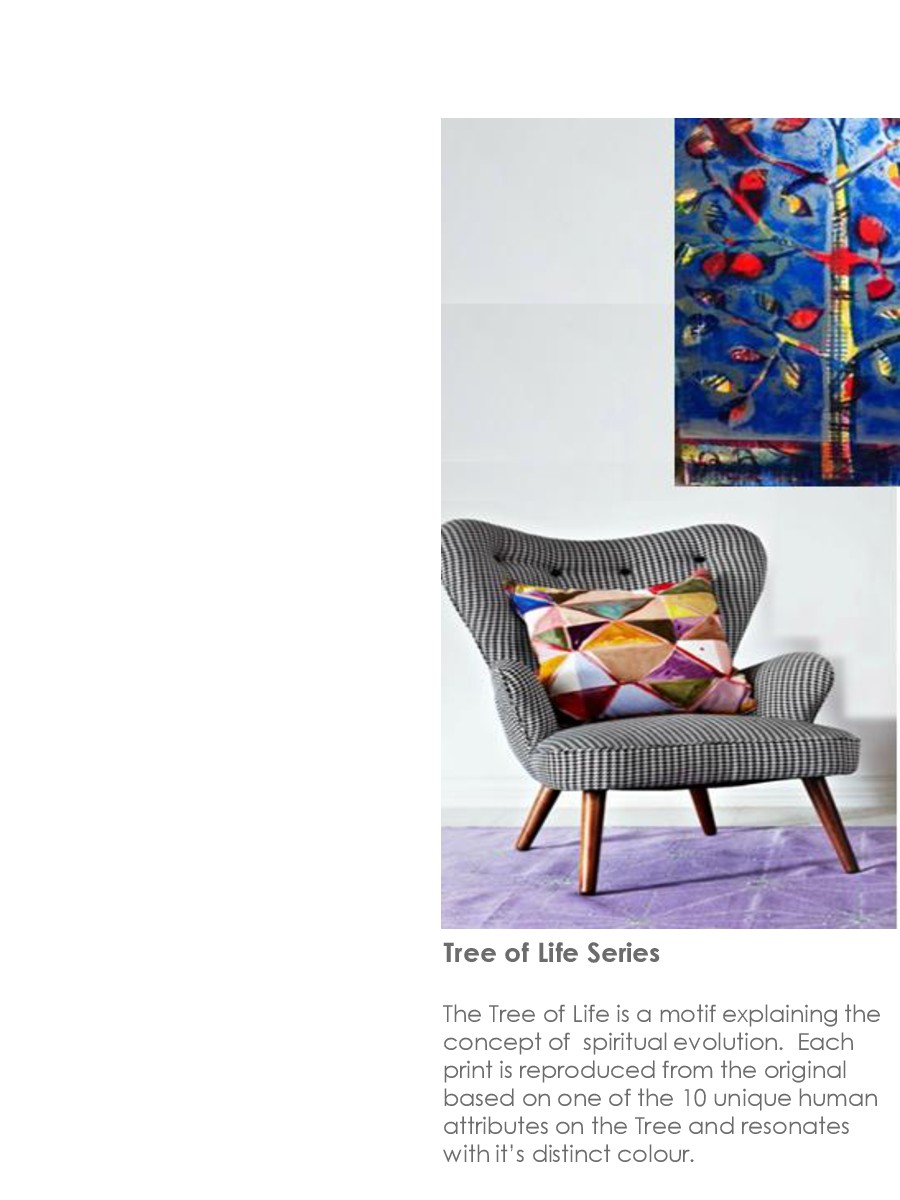 Tree of Life Series
The Tree of Life is a motif explaining the
concept of  spiritual evolution.  Each
print is reproduced from the original
based on one of the 10 unique human
attributes on the Tree and resonates
with it’s distinct colour.